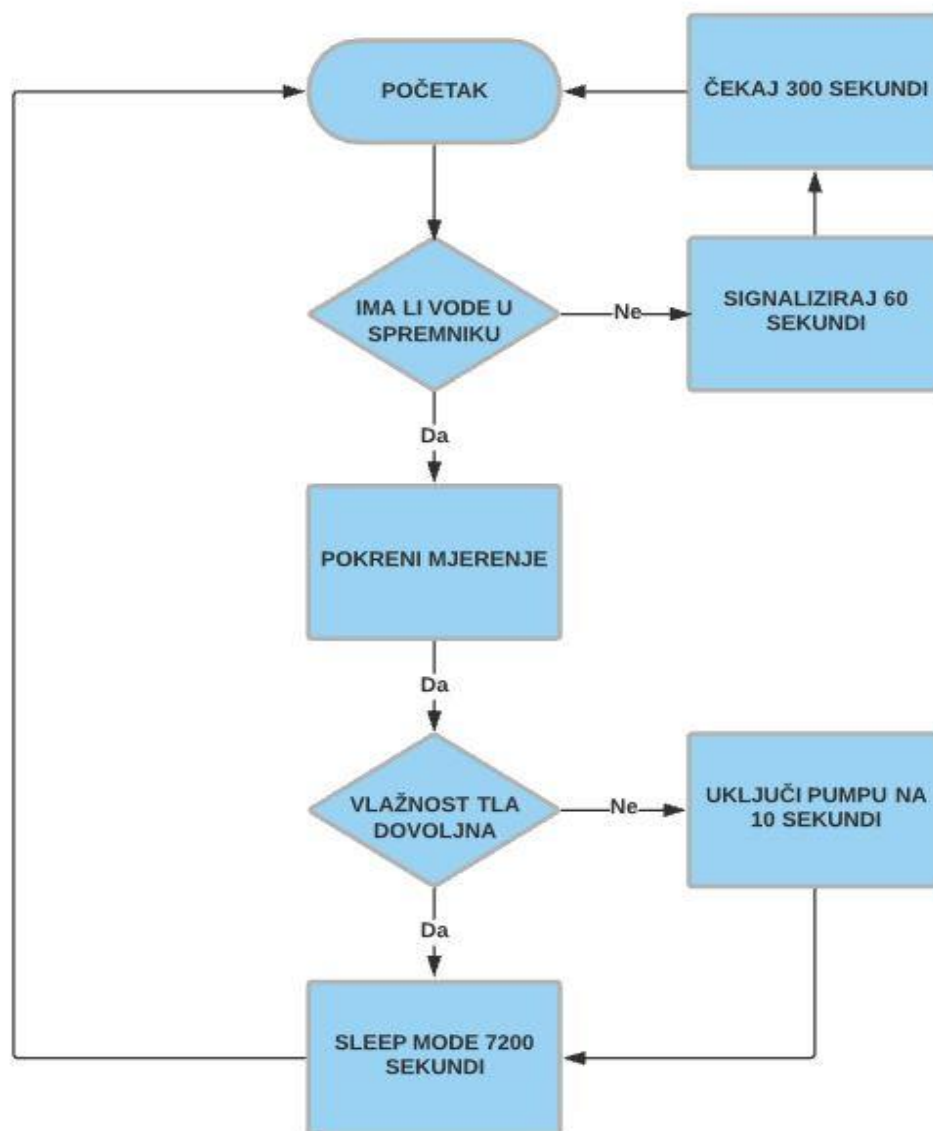 POČETAK
ČEKAJ 300 SEKUNDI
IMA LI VODE U
SPREMNIKU
Ne
SIGNALIZIRAJ 60
SEKUNDI
Da
POKRENI MJERENJE
Da
VLAŽNOST TLA
DOVOLJNA
Ne
UKLJUČI PUMPU NA
10 SEKUNDI
Da
SLEEP MODE 7200
SEKUNDI